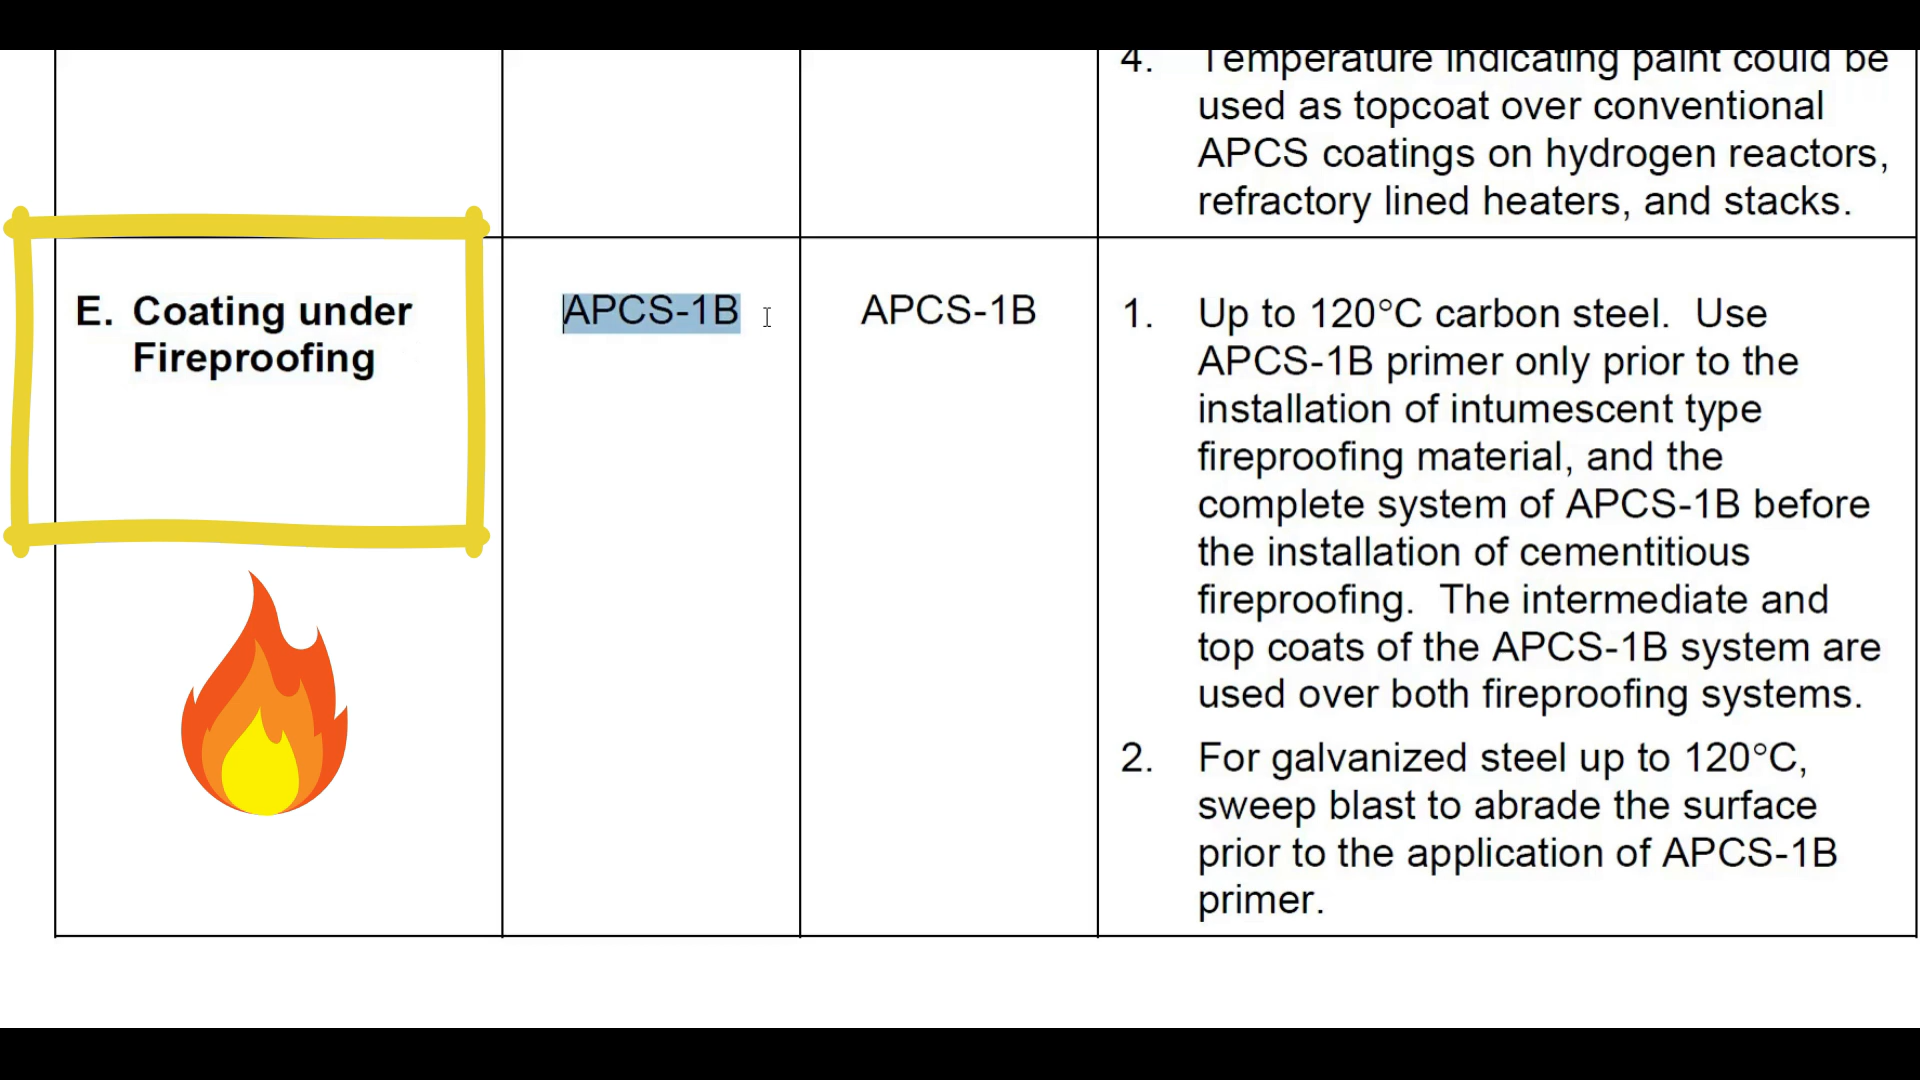 4. Temperature indicating paint could be
used as topcoat over conventional
APCS coatings on hydrogen reactors,
refractory lined heaters, and stacks.
E. Coating under
Fireproofing
APCS-1B
APCS-1B
1. Up to 120°C carbon steel. Use
APCS-1B primer only prior to the
installation of intumescent type
fireproofing material, and the
complete system of APCS-1B before
the installation of cementitious
fireproofing. The intermediate and
top coats of the APCS-1B system are
used over both fireproofing systems.
2. For galvanized steel up to 120°C,
sweep blast to abrade the surface
prior to the application of APCS-1B
primer.